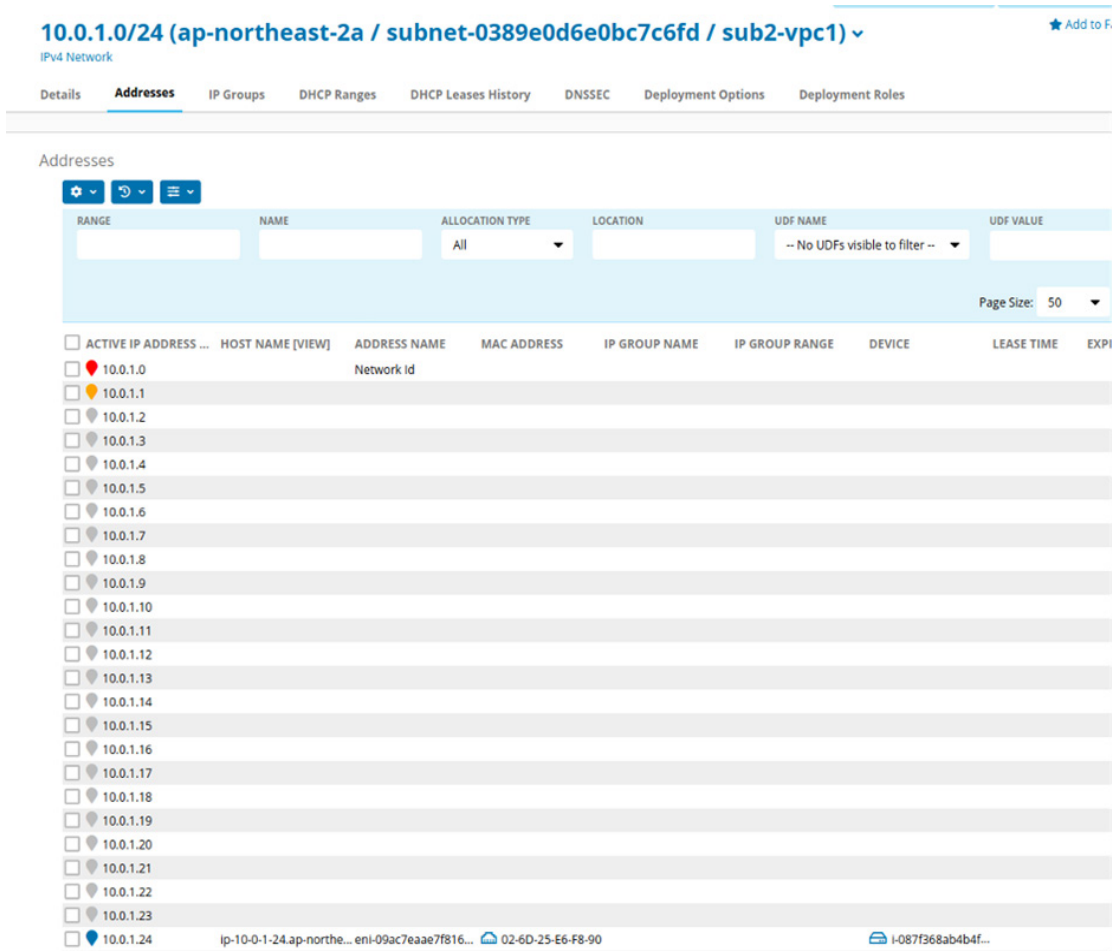 10.0.1.0/24 (ap-northeast-2a / subnet-0389e0d6e0bc7c6fd / sub2-vpc1)
Add to Fa
IPv4 Network
Details Addresses IP Groups DHCP Ranges DHCP Leases History DNSSEC Deployment Options Deployment Roles
Addresses
RANGE NAME ALLOCATION TYPE LOCATION UDF NAME UDF VALUE
All -- No UDFs visible to filter --
Page Size: 50
ACTIVE IP ADDRESS ... HOST NAME [VIEW] ADDRESS NAME MAC ADDRESS IP GROUP NAME IP GROUP RANGE DEVICE LEASE TIME EXPI
10.0.1.0 Network Id
10.0.1.1
10.0.1.2
10.0.1.3
10.0.1.4
10.0.1.5
10.0.1.6
10.0.1.7
10.0.1.8
10.0.1.9
10.0.1.10
10.0.1.11
10.0.1.12
10.0.1.13
10.0.1.14
10.0.1.15
10.0.1.16
10.0.1.17
10.0.1.18
10.0.1.19
10.0.1.20
10.0.1.21
10.0.1.22
10.0.1.23
10.0.1.24 ip-10-0-1-24.ap-northe... eni-09ac7eaae7f816... 02-6D-25-E6-F8-90 i-087f368ab4b4f...